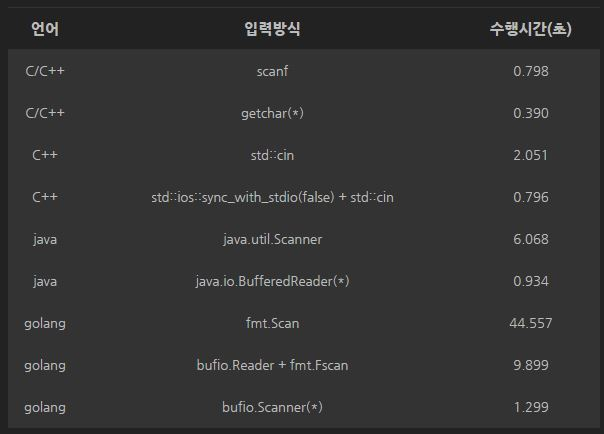 언어 입력방식 수행시간(초)
C/C++ scanf 0.798
C/C++ getchar(*) 0.390
C++ std::cin 2.051
C++ std::ios::sync_with_stdio(false) + std::cin 0.796
java java.util.Scanner 6.068
java java.io.BufferedReader(*) 0.934
golang fmt.Scan 44.557
golang bufio.Reader + fmt.Fscan 9.899
golang bufio.Scanner(*) 1.299